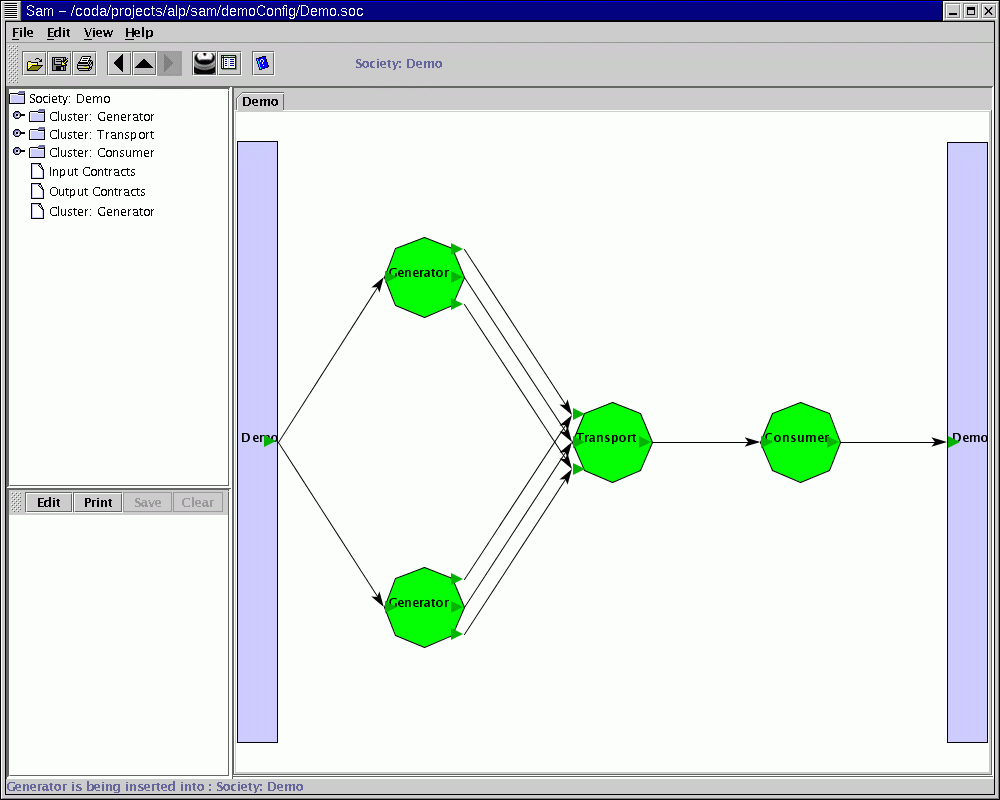 Sam – /coda/projects/alp/sam/demoConfig/Demo.soc
File Edit View Help
Society: Demo
Society: Demo
Cluster: Generator
Cluster: Transport
Cluster: Consumer
Input Contracts
Output Contracts
Cluster: Generator
Edit Print Save Clear
Demo
Generator
Demo Transport Consumer Demo
Generator
Generator is being inserted into : Society: Demo